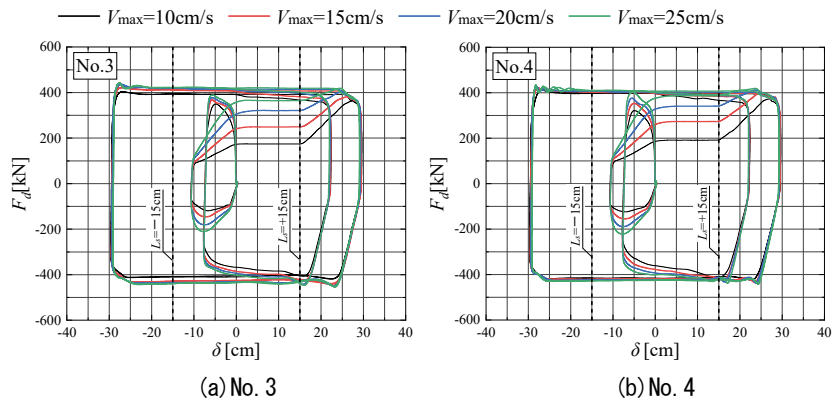 Vmax=10cm/s Vmax=15cm/s Vmax=20cm/s Vmax=25cm/s
600
400
200
0
-200
-400
-600
Fd[kN]
No.3
Ls=－15cm
Ls=+15cm
-40 -30 -20 -10 0 10 20 30 40
δ [cm]
(a) No. 3
600
400
200
0
-200
-400
-600
Fd[kN]
No.4
Ls=－15cm
Ls=+15cm
-40 -30 -20 -10 0 10 20 30 40
δ [cm]
(b) No. 4